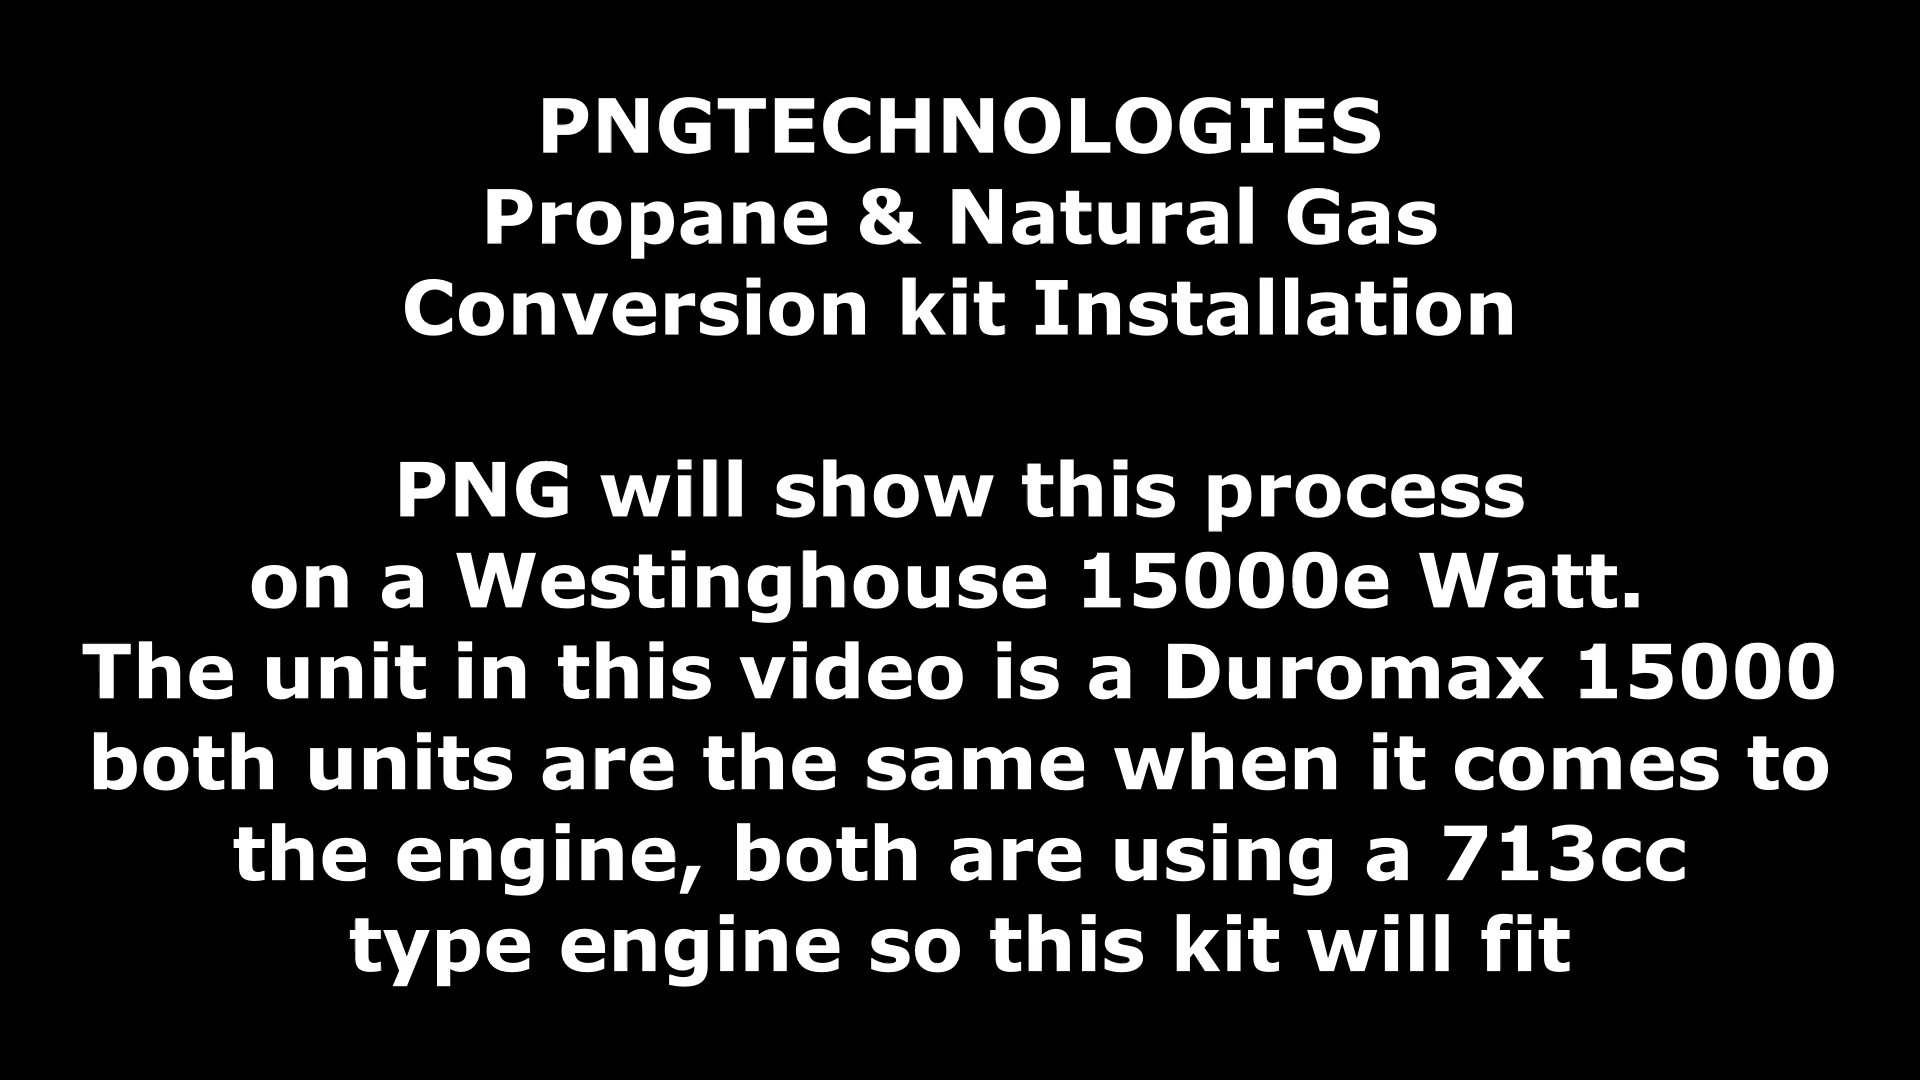 PNGTECHNOLOGIES
Propane & Natural Gas
Conversion kit Installation
PNG will show this process
on a Westinghouse 15000e Watt.
The unit in this video is a Duromax 15000
both units are the same when it comes to
the engine, both are using a 713cc
type engine so this kit will fit